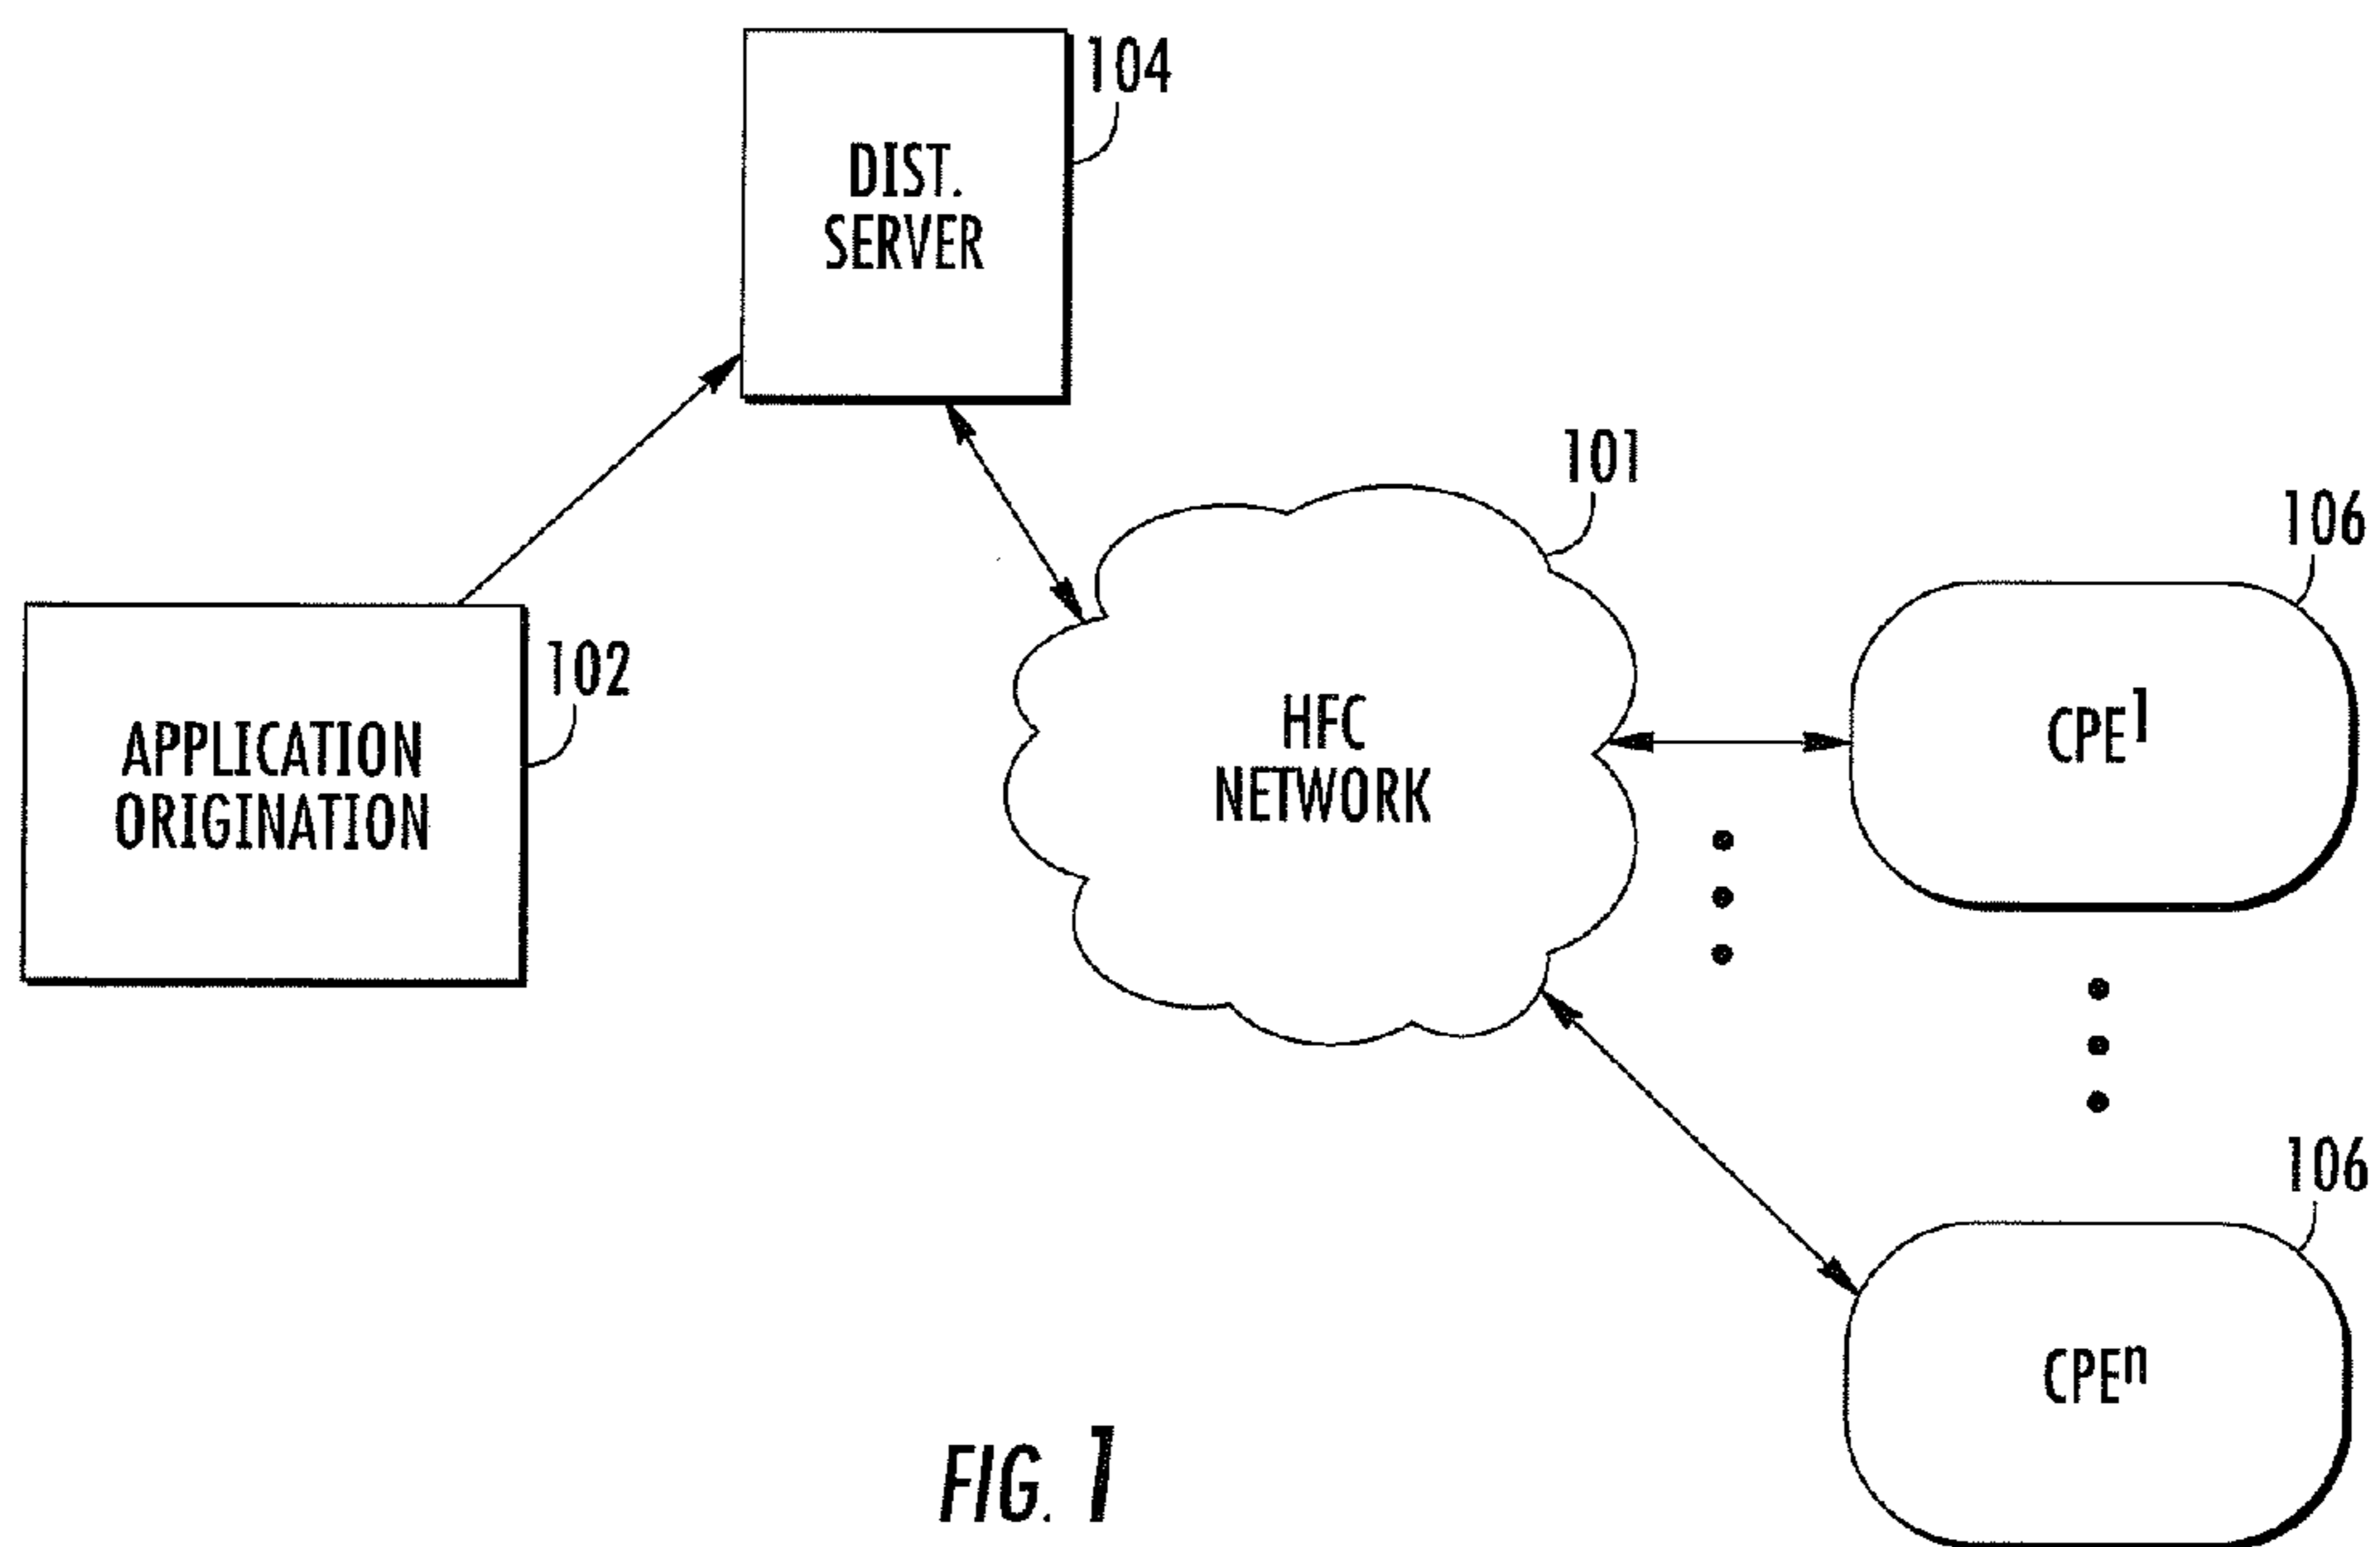 104
DIST.
SERVER
101
106
102
APPLICATION
ORIGINATION
HFC
NETWORK
CPE¹
106
CPEⁿ
FIG. 1